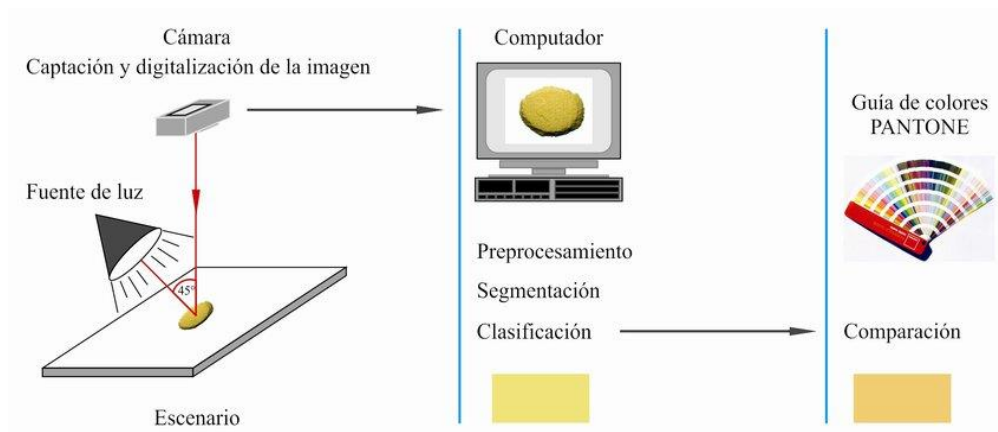 Cámara
Captación y digitalización de la imagen
Fuente de luz
45º
Escenario
Computador
Preprocesamiento
Segmentación
Clasificación
Guía de colores
PANTONE
Comparación